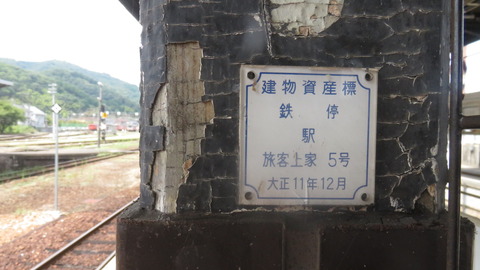 建物資産標
鉄 停
駅
旅客上家 5号
大正11年12月